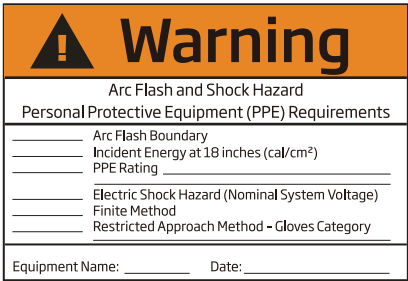 Warning
Arc Flash and Shock Hazard
Personal Protective Equipment (PPE) Requirements
Arc Flash Boundary
Incident Energy at 18 inches (cal/cm²)
PPE Rating
Electric Shock Hazard (Nominal System Voltage)
Finite Method
Restricted Approach Method – Gloves Category
Equipment Name: Date: